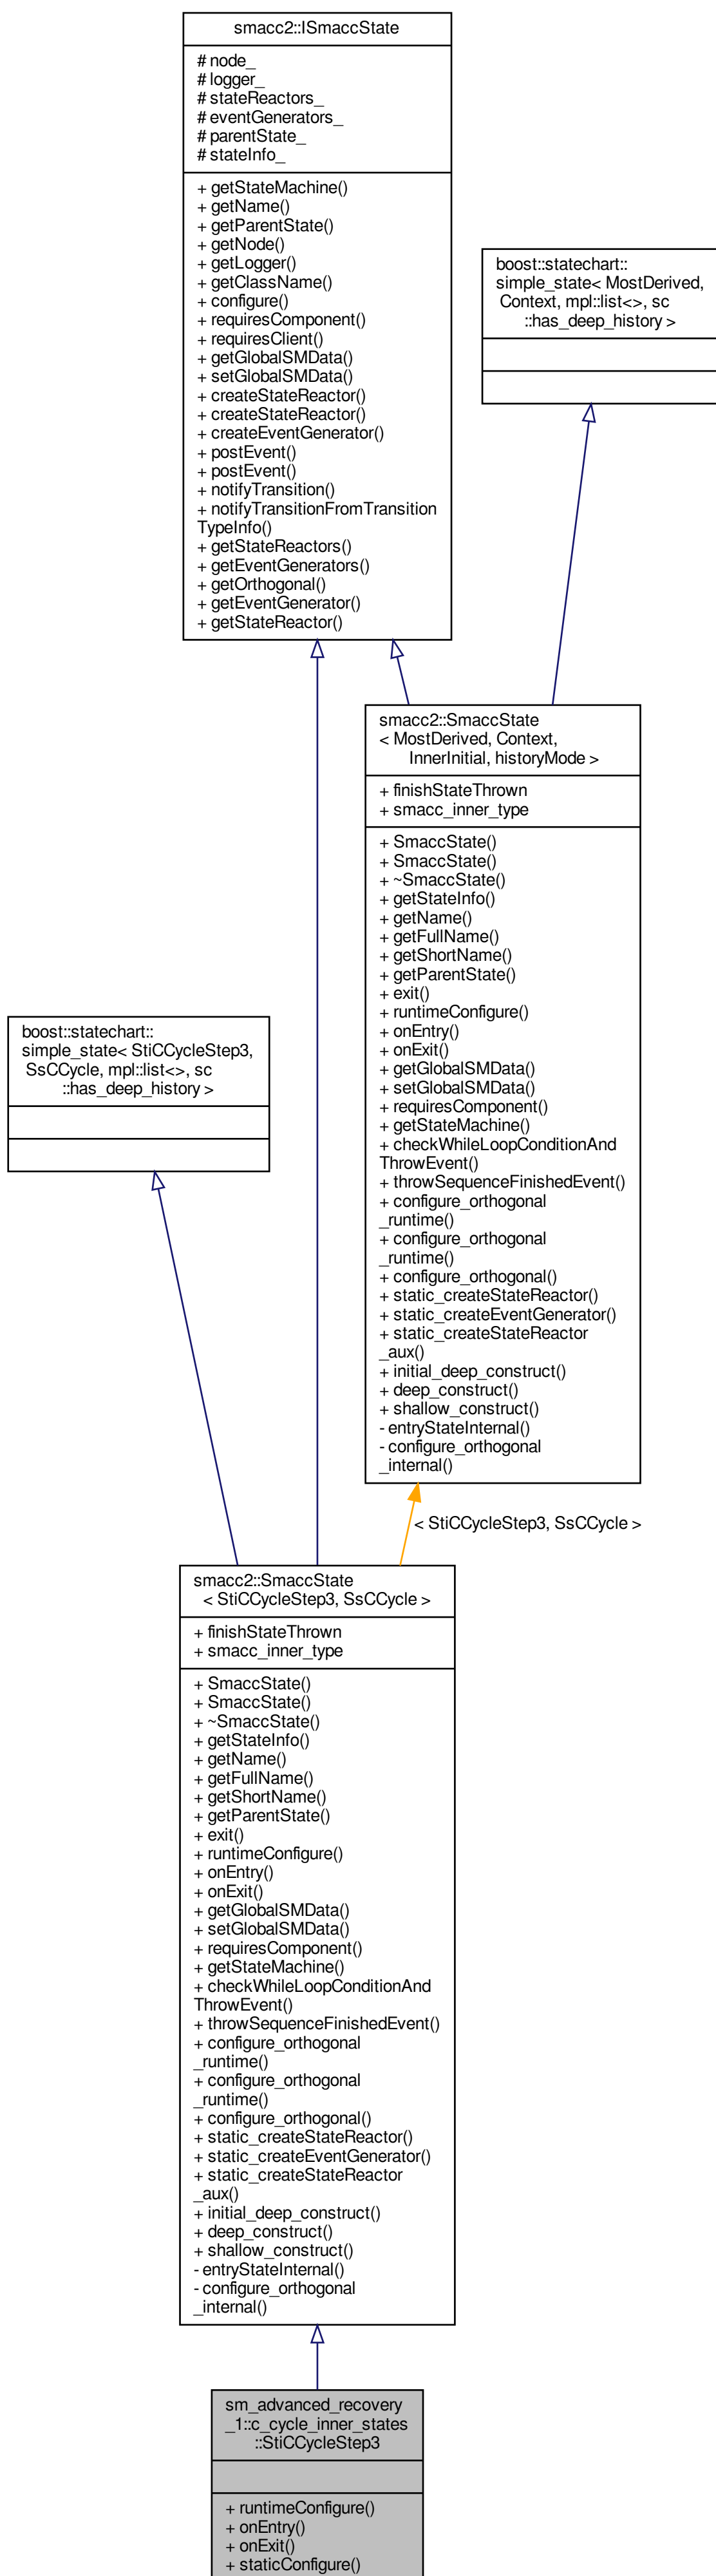 smacc2::ISmaccState
# node_
# logger_
# stateReactors_
# eventGenerators_
# parentState_
# stateInfo_
+ getStateMachine()
+ getName()
+ getParentState()
+ getNode()
+ getLogger()
+ getClassName()
+ configure()
+ requiresComponent()
+ requiresClient()
+ getGlobalSMData()
+ setGlobalSMData()
+ createStateReactor()
+ createStateReactor()
+ createEventGenerator()
+ postEvent()
+ postEvent()
+ notifyTransition()
+ notifyTransitionFromTransition
TypeInfo()
+ getStateReactors()
+ getEventGenerators()
+ getOrthogonal()
+ getEventGenerator()
+ getStateReactor()
boost::statechart::
simple_state< MostDerived,
Context, mpl::list<>, sc
::has_deep_history >
smacc2::SmaccState
< MostDerived, Context,
InnerInitial, historyMode >
+ finishStateThrown
+ smacc_inner_type
+ SmaccState()
+ SmaccState()
+ ~SmaccState()
+ getStateInfo()
+ getName()
+ getFullName()
+ getShortName()
+ getParentState()
+ exit()
+ runtimeConfigure()
+ onEntry()
+ onExit()
+ getGlobalSMData()
+ setGlobalSMData()
+ requiresComponent()
+ getStateMachine()
+ checkWhileLoopConditionAnd
ThrowEvent()
+ throwSequenceFinishedEvent()
+ configure_orthogonal
_runtime()
+ configure_orthogonal
_runtime()
+ configure_orthogonal()
+ static_createStateReactor()
+ static_createEventGenerator()
+ static_createStateReactor
_aux()
+ initial_deep_construct()
+ deep_construct()
+ shallow_construct()
- entryStateInternal()
- configure_orthogonal
_internal()
boost::statechart::
simple_state< StiCCycleStep3,
SsCCycle, mpl::list<>, sc
::has_deep_history >
< StiCCycleStep3, SsCCycle >
smacc2::SmaccState
< StiCCycleStep3, SsCCycle >
+ finishStateThrown
+ smacc_inner_type
+ SmaccState()
+ SmaccState()
+ ~SmaccState()
+ getStateInfo()
+ getName()
+ getFullName()
+ getShortName()
+ getParentState()
+ exit()
+ runtimeConfigure()
+ onEntry()
+ onExit()
+ getGlobalSMData()
+ setGlobalSMData()
+ requiresComponent()
+ getStateMachine()
+ checkWhileLoopConditionAnd
ThrowEvent()
+ throwSequenceFinishedEvent()
+ configure_orthogonal
_runtime()
+ configure_orthogonal
_runtime()
+ configure_orthogonal()
+ static_createStateReactor()
+ static_createEventGenerator()
+ static_createStateReactor
_aux()
+ initial_deep_construct()
+ deep_construct()
+ shallow_construct()
- entryStateInternal()
- configure_orthogonal
_internal()
sm_advanced_recovery
_1::c_cycle_inner_states
::StiCCycleStep3
+ runtimeConfigure()
+ onEntry()
+ onExit()
+ staticConfigure()